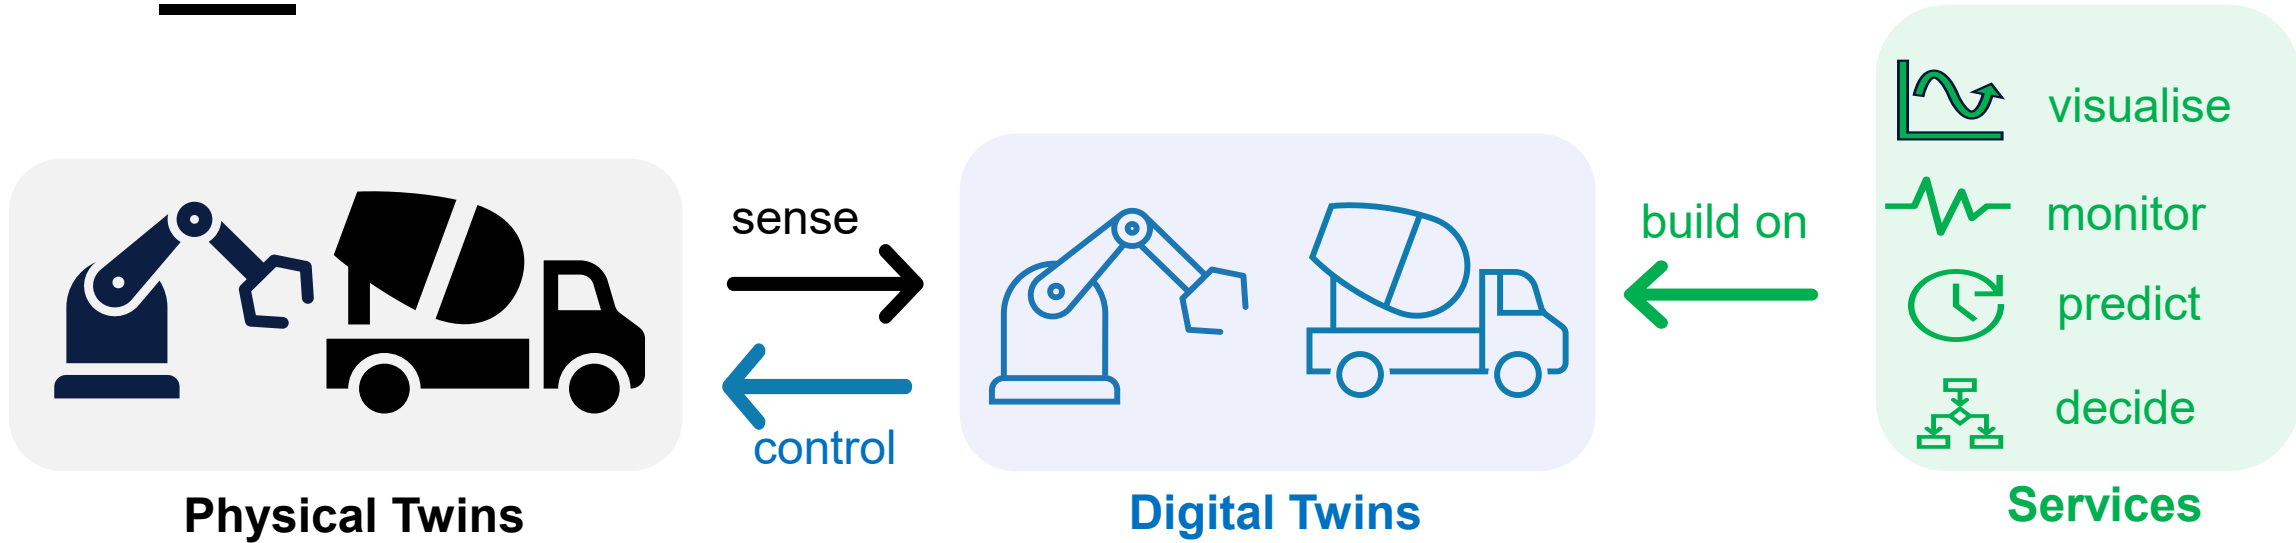 sense
control
build on
visualise
monitor
predict
decide
Physical Twins
Digital Twins
Services